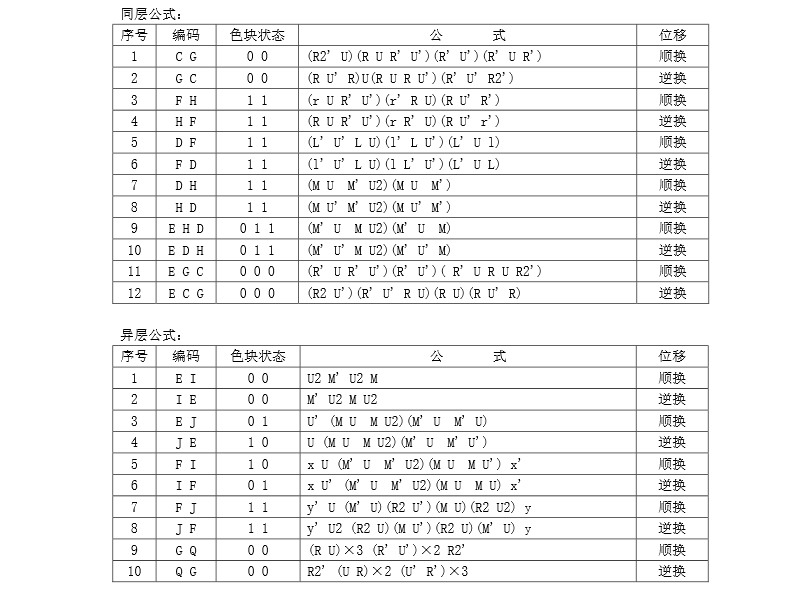 同层公式:
序号 编码 色块状态 公 式 位移
1 C G 0 0 (R2' U)(R U R' U')(R' U')(R' U R') 顺换
2 G C 0 0 (R U' R)U(R U R U')(R' U' R2') 逆换
3 F H 1 1 (r U R' U')(r' R U)(R U' R') 顺换
4 H F 1 1 (R U R' U')(r R' U)(R U' r') 逆换
5 D F 1 1 (L' U' L U)(l' L U')(L' U l) 顺换
6 F D 1 1 (l' U' L U)(l L' U')(L' U L) 逆换
7 D H 1 1 (M U M' U2)(M U M') 顺换
8 H D 1 1 (M U' M' U2)(M U' M') 逆换
9 E H D 0 1 1 (M' U M U2)(M' U M) 顺换
10 E D H 0 1 1 (M' U' M U2)(M' U' M) 逆换
11 E G C 0 0 0 (R' U R' U')(R' U')( R' U R U R2') 顺换
12 E C G 0 0 0 (R2 U')(R' U' R U)(R U)(R U' R) 逆换
异层公式:
序号 编码 色块状态 公 式 位移
1 E I 0 0 U2 M' U2 M 顺换
2 I E 0 0 M' U2 M U2 逆换
3 E J 0 1 U' (M U M U2)(M' U M' U) 顺换
4 J E 1 0 U (M U M U2)(M' U M' U') 逆换
5 F I 1 0 x U (M' U M' U2)(M U M U') x' 顺换
6 I F 0 1 x U' (M' U M' U2)(M U M U) x' 逆换
7 F J 1 1 y' U (M' U)(R2 U')(M U)(R2 U2) y 顺换
8 J F 1 1 y' U2 (R2 U)(M U')(R2 U)(M' U) y 逆换
9 G Q 0 0 (R U)×3 (R' U')×2 R2' 顺换
10 Q G 0 0 R2' (U R)×2 (U' R')×3 逆换